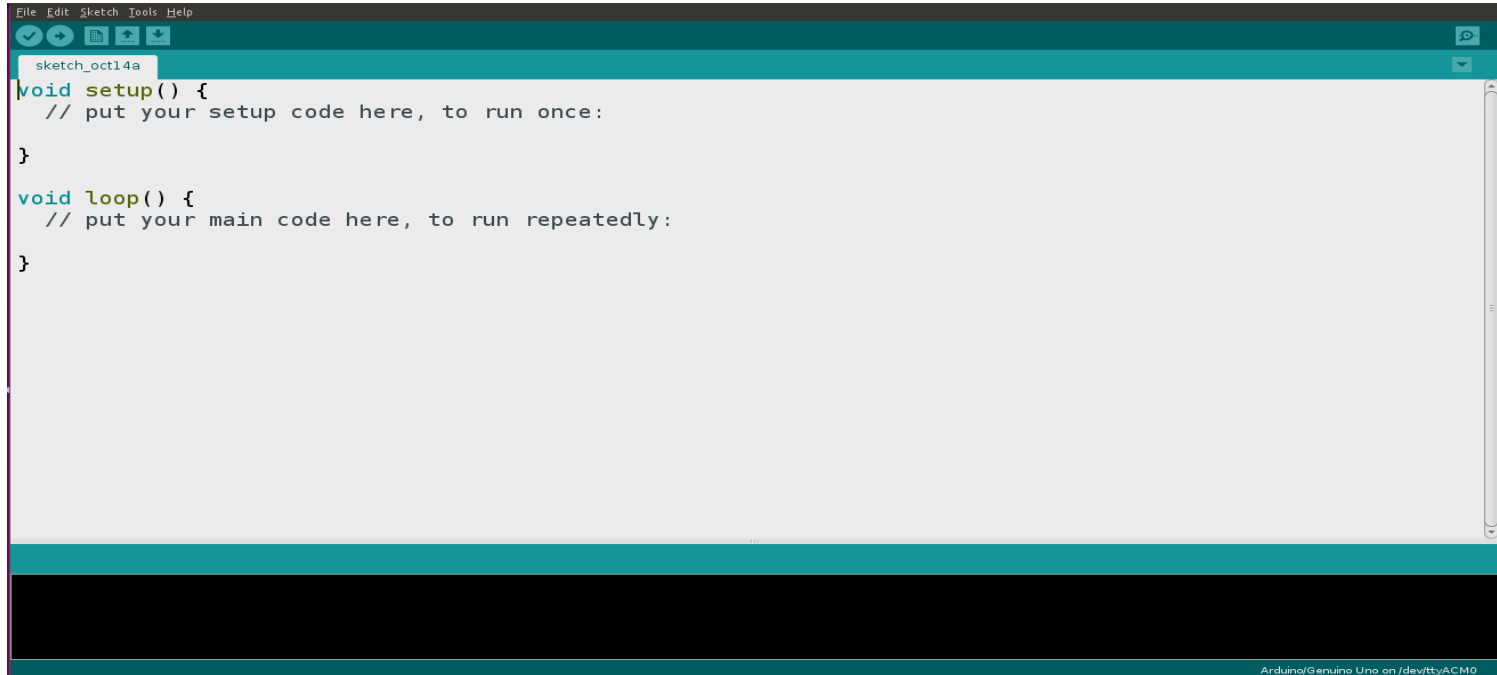 File Edit Sketch Tools Help
sketch_oct14a
void setup() {
  // put your setup code here, to run once:
}
void loop() {
  // put your main code here, to run repeatedly:
}
Arduino/Genuino Uno on /dev/ttyACM0